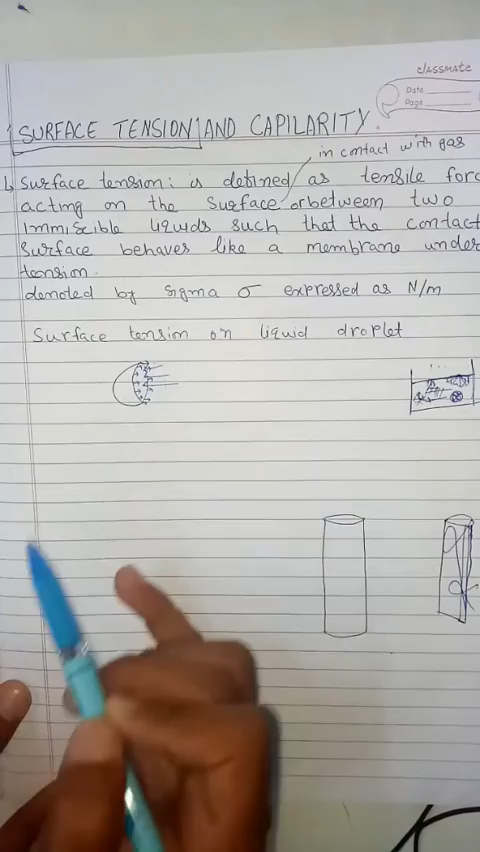 classmate
Date
Page
SURFACE TENSION AND CAPILARITY.
in contact with gas
Surface tension: is defined as tensile forc
acting on the surface or between two
immiscible liquids such that the contact
surface behaves like a membrane under
tension.
denoted by sigma σ expressed as N/m
Surface tension on liquid droplet